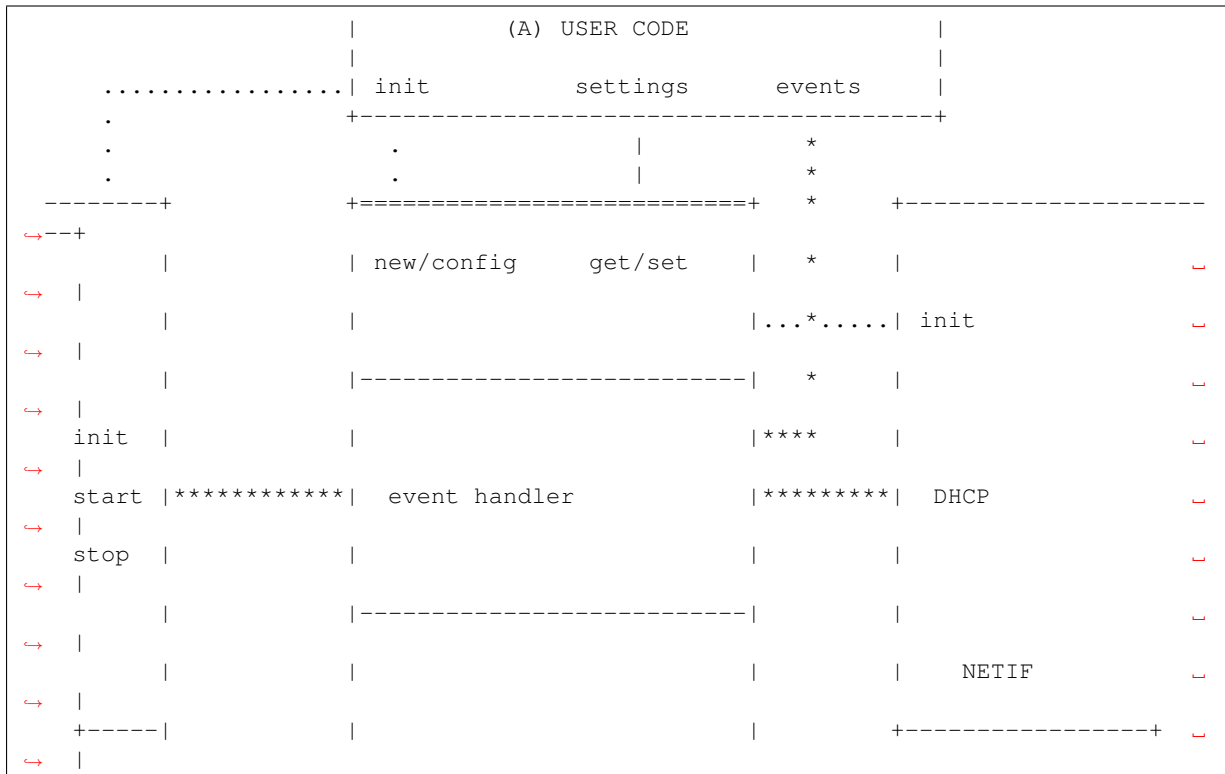 |          (A) USER CODE                 |
                        |                                        |
       .................| init              settings      events     |
       .                +----------------------------------------+
       .                   .                |           *
       .                   .                |           *
   --------+            +===========================+   *     +---------------------
↪--+
           |            | new/config     get/set    |   *     |                    ␣
↪  |
           |            |                           |...*.....| init               ␣
↪  |
           |            |---------------------------|   *     |                    ␣
↪  |
     init  |            |                           |****     |                    ␣
↪  |
     start |************|  event handler            |*********|  DHCP              ␣
↪  |
     stop  |            |                           |         |                    ␣
↪  |
           |            |---------------------------|         |                    ␣
↪  |
           |            |                           |         |    NETIF           ␣
↪  |
     +-----|            |                           |         +-----------------+  ␣
↪  |